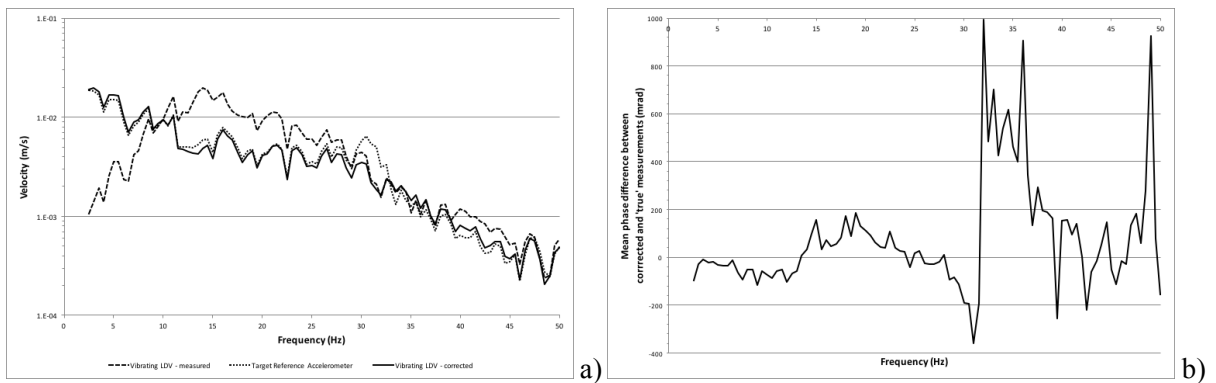 1.E-01
1.E-02
1.E-03
1.E-04
Velocity (m/s)
0 5 10 15 20 25 30 35 40 45 50
Frequency (Hz)
Vibrating LDV - measured Target Reference Accelerometer Vibrating LDV - corrected
a)
1000
800
600
400
200
0
-200
-400
0 5 10 15 20 25 30 35 40 45 50
Mean phase difference between
corrrected and 'true' measurements (mrad)
Frequency (Hz)
b)